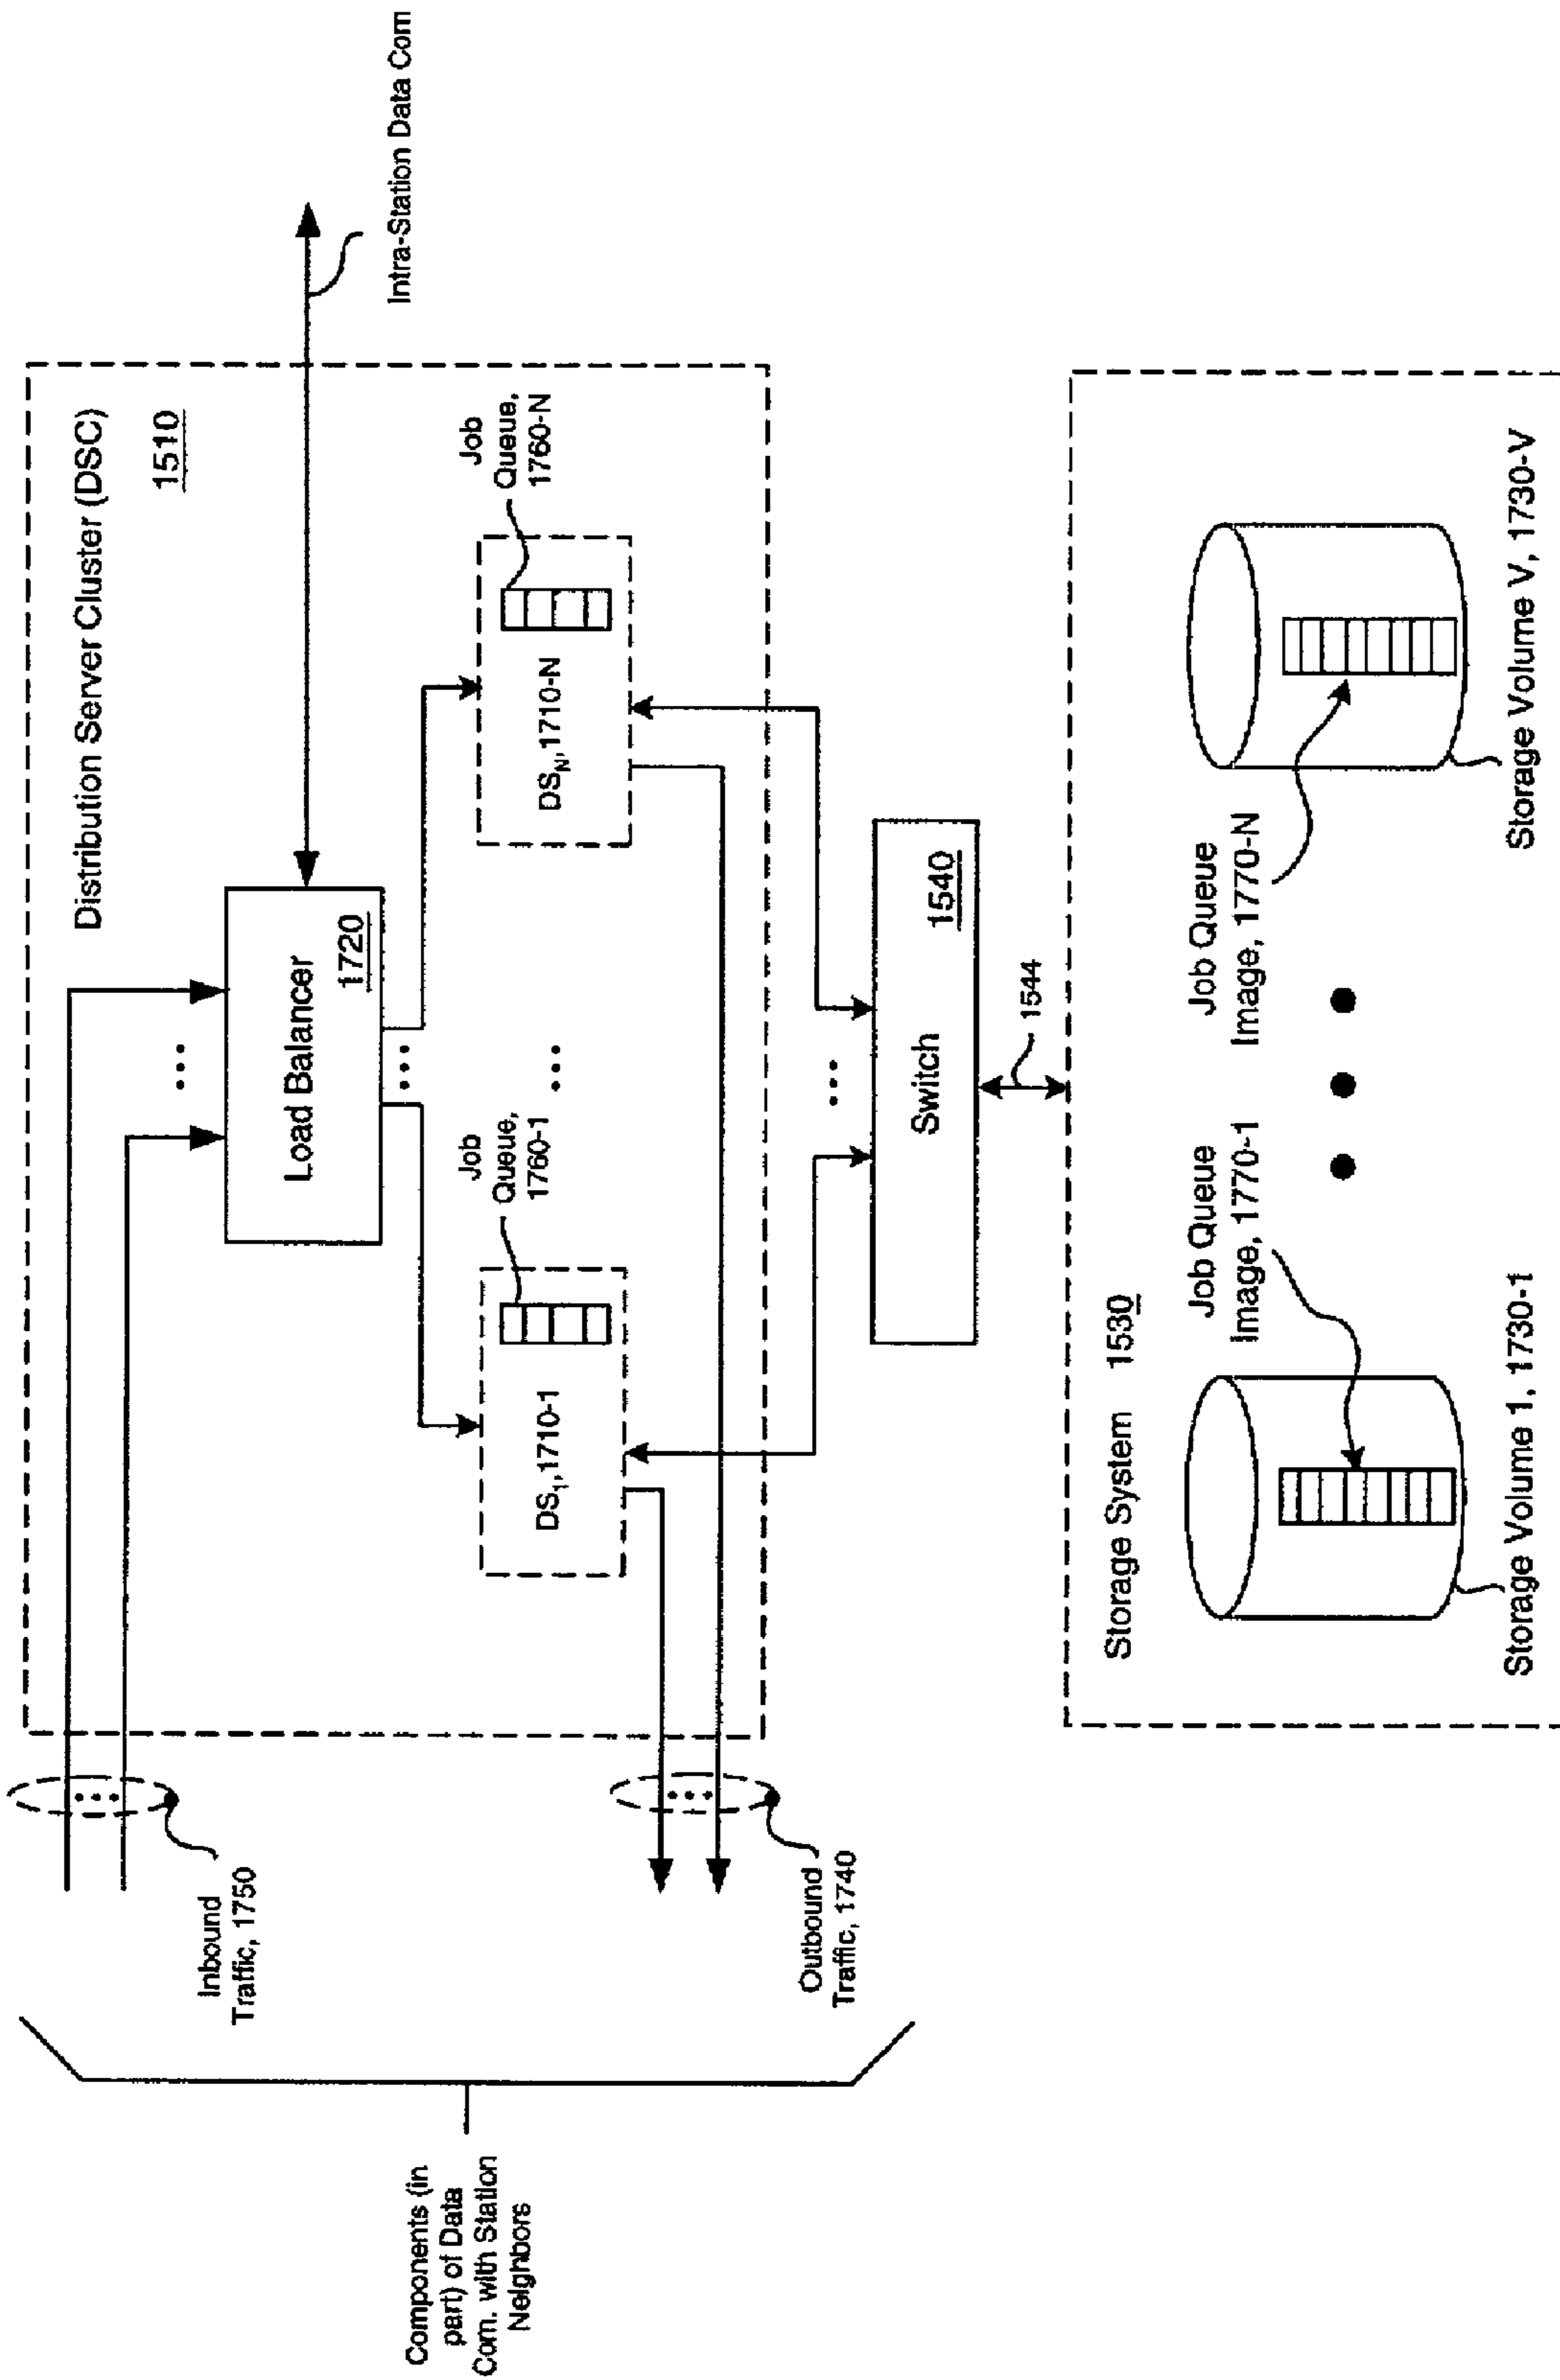 Distribution Server Cluster (DSC)
1510
Intra-Station Data Com
Inbound
Traffic, 1750
Load Balancer
1720
Components (in
part) of Data
Com. with Station
Neighbors
Job
Queue,
1760-1
Job
Queue,
1760-N
DS1, 1710-1
DSN, 1710-N
Outbound
Traffic, 1740
Switch
1540
1544
Storage System 1530
Job Queue
Image, 1770-1
Job Queue
Image, 1770-N
Storage Volume 1, 1730-1
Storage Volume V, 1730-V